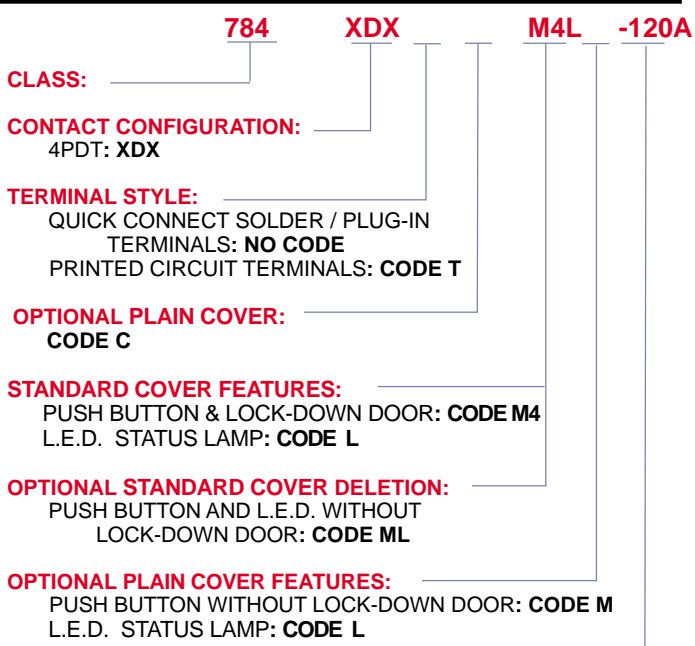 784 XDX M4L -120A
CLASS:
CONTACT CONFIGURATION:
4PDT: XDX
TERMINAL STYLE:
QUICK CONNECT SOLDER / PLUG-IN
TERMINALS: NO CODE
PRINTED CIRCUIT TERMINALS: CODE T
OPTIONAL PLAIN COVER:
CODE C
STANDARD COVER FEATURES:
PUSH BUTTON & LOCK-DOWN DOOR: CODE M4
L.E.D. STATUS LAMP: CODE L
OPTIONAL STANDARD COVER DELETION:
PUSH BUTTON AND L.E.D. WITHOUT
LOCK-DOWN DOOR: CODE ML
OPTIONAL PLAIN COVER FEATURES:
PUSH BUTTON WITHOUT LOCK-DOWN DOOR: CODE M
L.E.D. STATUS LAMP: CODE L